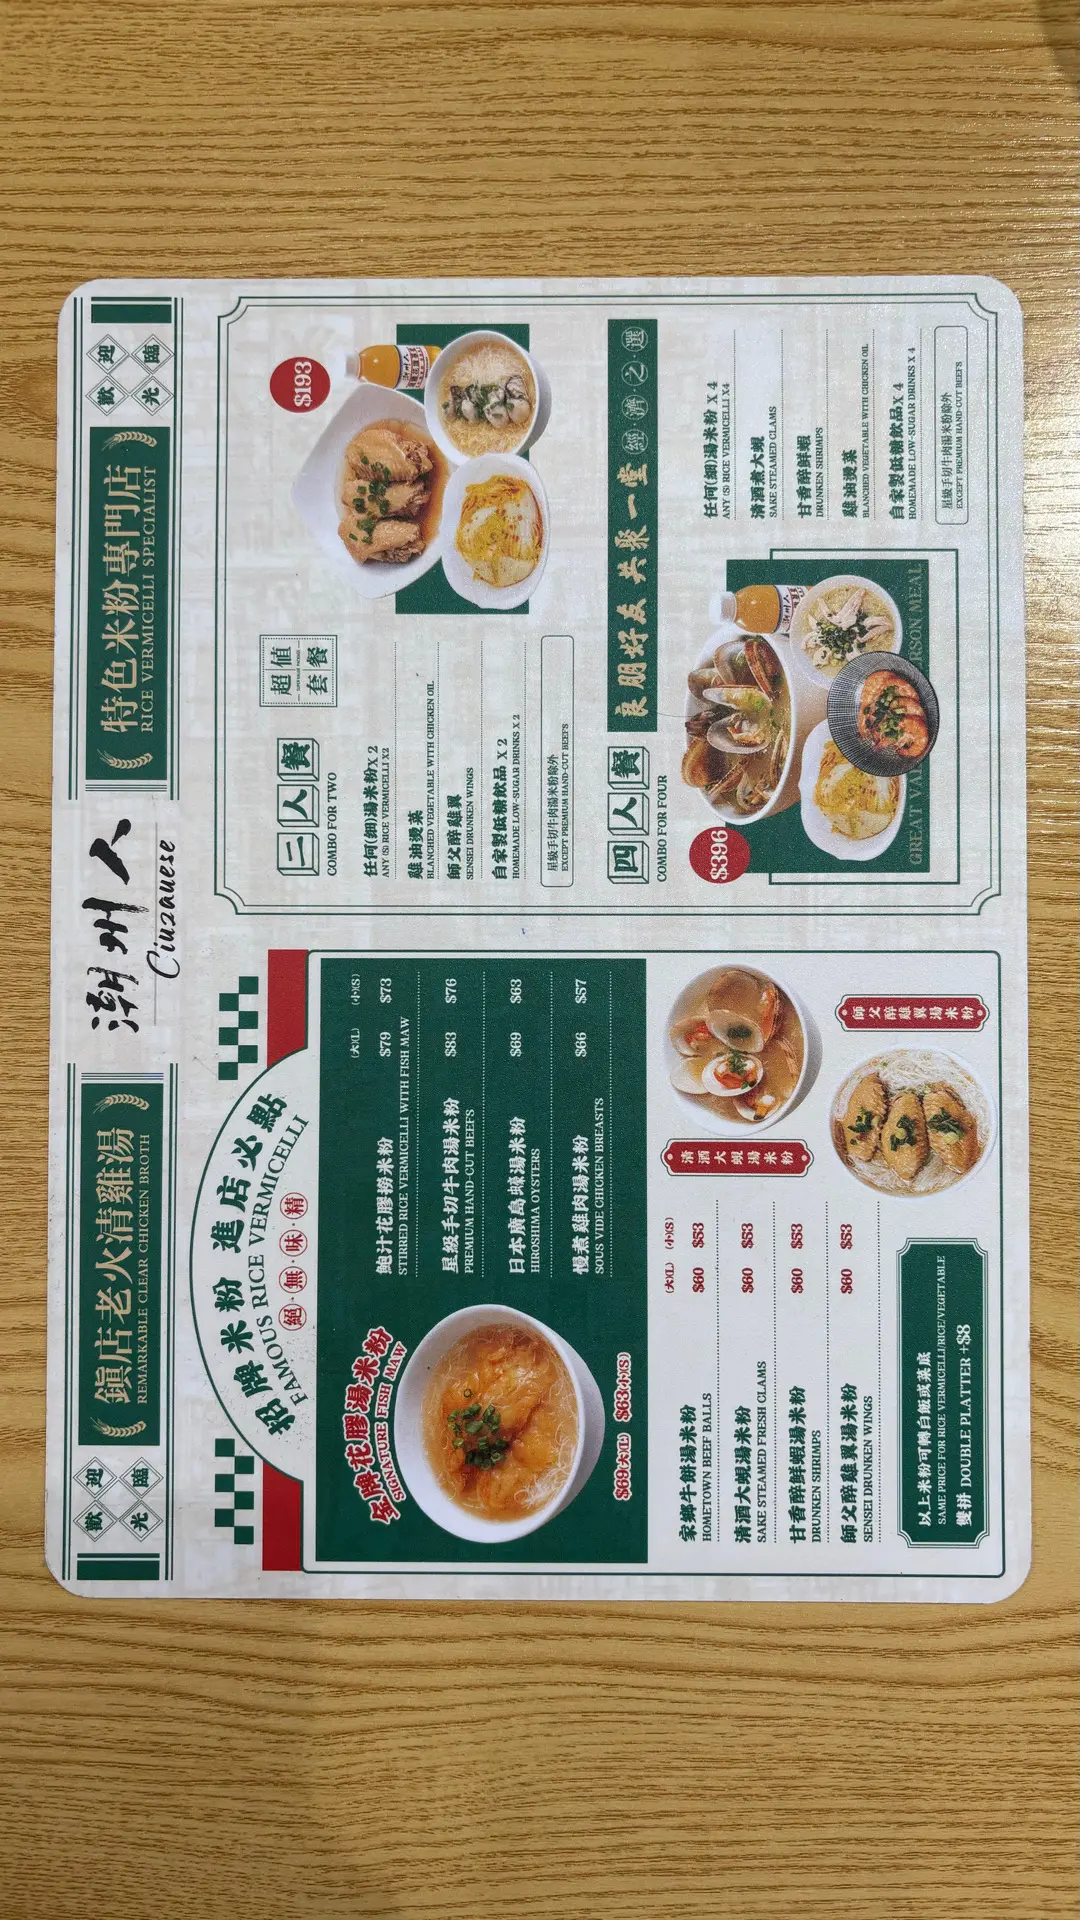 歡迎光臨
鎮店老火清雞湯
REMARKABLE CLEAR CHICKEN BROTH
潮州人
Ciuzauese
特色米粉專門店
RICE VERMICELLI SPECIALIST
歡迎光臨
招牌米粉 進店必點
FAMOUS RICE VERMICELLI
絕·無·味·精
招牌花膠湯米粉
SIGNATURE FISH MAW
$69(大)(L) $63(小)(S)
(大)(L) (小)(S)
鮑汁花膠撈米粉 $79 $73
STIRRED RICE VERMICELLI WITH FISH MAW
星級手切牛肉湯米粉 $83 $76
PREMIUM HAND-CUT BEEFS
日本廣島蠔湯米粉 $69 $63
HIROSHIMA OYSTERS
慢煮雞肉湯米粉 $66 $57
SOUS VIDE CHICKEN BREASTS
(大)(L) (小)(S)
家鄉牛餅湯米粉 $60 $53
HOMETOWN BEEF BALLS
清酒大蜆湯米粉 $60 $53
SAKE STEAMED FRESH CLAMS
甘香醉鮮蝦湯米粉 $60 $53
DRUNKEN SHRIMPS
師父醉雞翼湯米粉 $60 $53
SENSEI DRUNKEN WINGS
以上米粉可轉白飯或菜底
SAME PRICE FOR RICE VERMICELLI/RICE/VEGETABLE
雙拼 DOUBLE PLATTER +$8
清酒大蜆湯米粉
師父醉雞翼湯米粉
二人餐
COMBO FOR TWO
超值
套餐
$193
任何(細)湯米粉X 2
ANY (S) RICE VERMICELLI X2
雞油燙菜
BLANCHED VEGETABLE WITH CHICKEN OIL
師父醉雞翼
SENSEI DRUNKEN WINGS
自家製低糖飲品 X 2
HOMEMADE LOW-SUGAR DRINKS X 2
星級手切牛肉湯米粉除外
EXCEPT PREMIUM HAND-CUT BEEFS
四人餐
COMBO FOR FOUR
良朋好友共聚一堂 經·濟·之·選
$396
GREAT VAL
RSON MEAL
任何(細)湯米粉 X 4
ANY (S) RICE VERMICELLI X4
清酒煮大蜆
SAKE STEAMED CLAMS
甘香醉鮮蝦
DRUNKEN SHRIMPS
雞油燙菜
BLANCHED VEGETABLE WITH CHICKEN OIL
自家製低糖飲品X 4
HOMEMADE LOW-SUGAR DRINKS X 4
星級手切牛肉湯米粉除外
EXCEPT PREMIUM HAND-CUT BEEFS